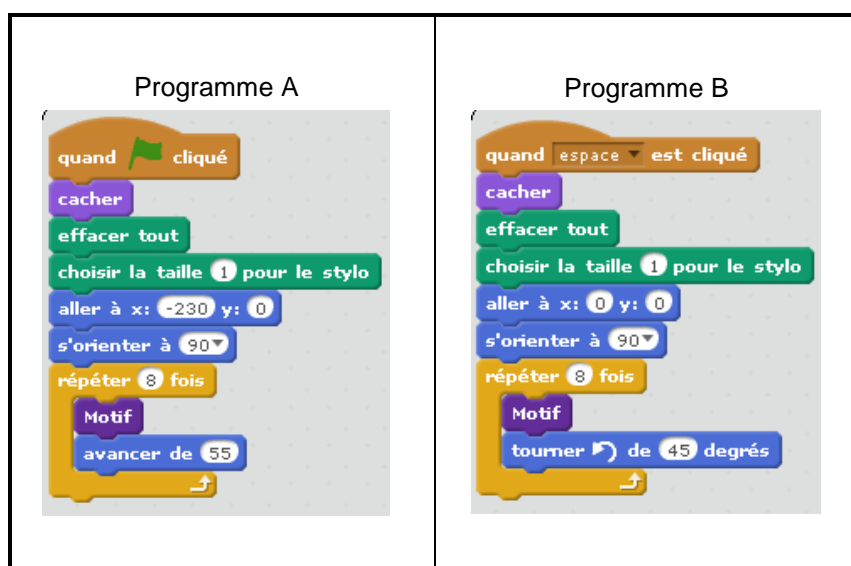 Programme A
quand cliqué
cacher
effacer tout
choisir la taille 1 pour le stylo
aller à x: -230 y: 0
s'orienter à 90
répéter 8 fois
Motif
avancer de 55
Programme B
quand espace est cliqué
cacher
effacer tout
choisir la taille 1 pour le stylo
aller à x: 0 y: 0
s'orienter à 90
répéter 8 fois
Motif
tourner de 45 degrés